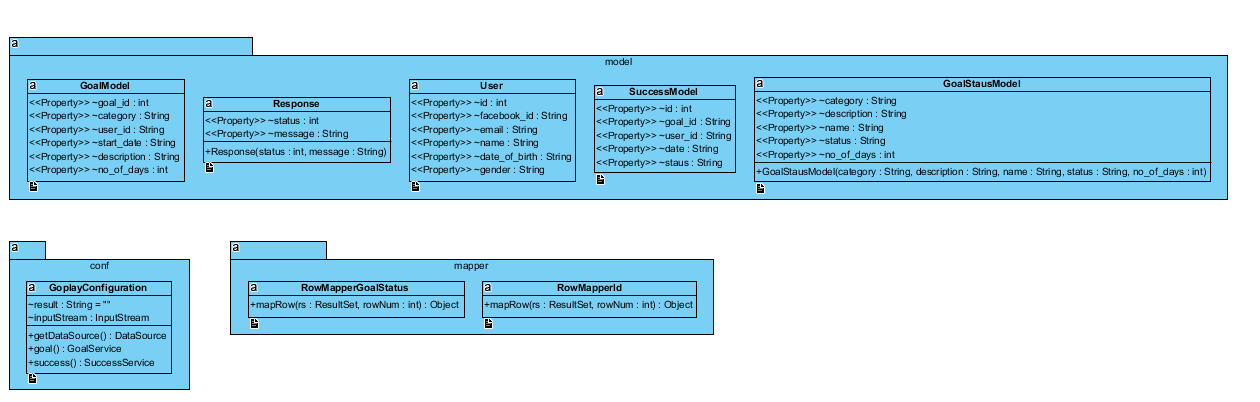 a
model
a
GoalModel
<<Property>> ~goal_id : int
<<Property>> ~category : String
<<Property>> ~user_id : String
<<Property>> ~start_date : String
<<Property>> ~description : String
<<Property>> ~no_of_days : int
a
Response
<<Property>> ~status : int
<<Property>> ~message : String
+Response(status : int, message : String)
a
User
<<Property>> ~id : int
<<Property>> ~facebook_id : String
<<Property>> ~email : String
<<Property>> ~name : String
<<Property>> ~date_of_birth : String
<<Property>> ~gender : String
a
SuccessModel
<<Property>> ~id : int
<<Property>> ~goal_id : String
<<Property>> ~user_id : String
<<Property>> ~date : String
<<Property>> ~staus : String
a
GoalStausModel
<<Property>> ~category : String
<<Property>> ~description : String
<<Property>> ~name : String
<<Property>> ~status : String
<<Property>> ~no_of_days : int
+GoalStausModel(category : String, description : String, name : String, status : String, no_of_days : int)
a
conf
a
GoplayConfiguration
~result : String = ""
~inputStream : InputStream
+getDataSource() : DataSource
+goal() : GoalService
+success() : SuccessService
a
mapper
a
RowMapperGoalStatus
+mapRow(rs : ResultSet, rowNum : int) : Object
a
RowMapperId
+mapRow(rs : ResultSet, rowNum : int) : Object